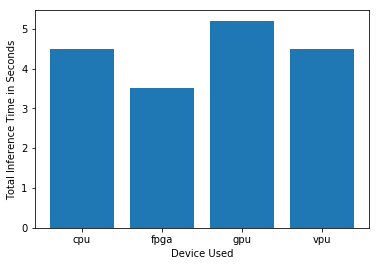 Total Inference Time in Seconds
5
4
3
2
1
0
cpu fpga gpu vpu
Device Used